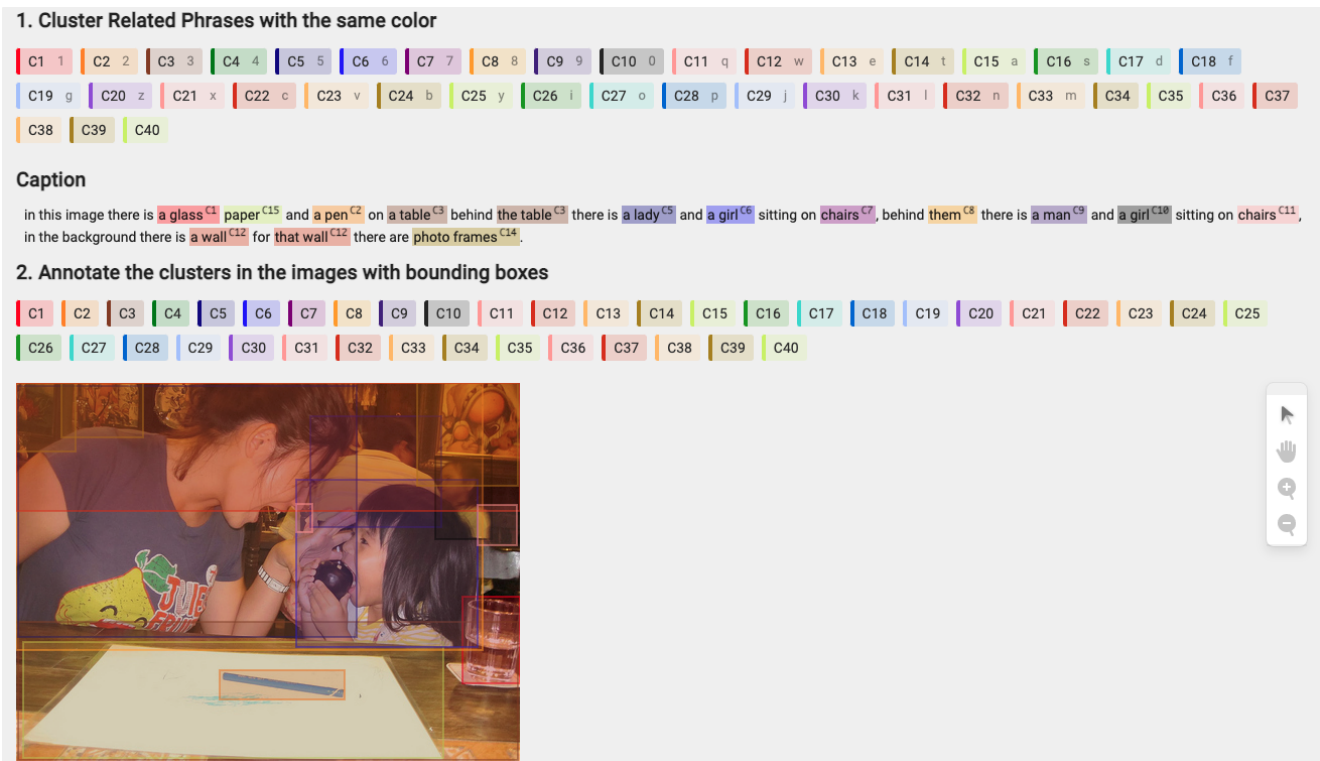 1. Cluster Related Phrases with the same color
C1 1 C2 2 C3 3 C4 4 C5 5 C6 6 C7 7 C8 8 C9 9 C10 0 C11 q C12 w C13 e C14 t C15 a C16 s C17 d C18 f
C19 g C20 z C21 x C22 c C23 v C24 b C25 y C26 i C27 o C28 p C29 j C30 k C31 l C32 n C33 m C34 C35 C36 C37
C38 C39 C40
Caption
in this image there is a glass C1 paper C15 and a pen C2 on a table C3 behind the table C3 there is a lady C5 and a girl C6 sitting on chairs C7, behind them C8 there is a man C9 and a girl C10 sitting on chairs C11,
in the background there is a wall C12 for that wall C12 there are photo frames C14.
2. Annotate the clusters in the images with bounding boxes
C1 C2 C3 C4 C5 C6 C7 C8 C9 C10 C11 C12 C13 C14 C15 C16 C17 C18 C19 C20 C21 C22 C23 C24 C25
C26 C27 C28 C29 C30 C31 C32 C33 C34 C35 C36 C37 C38 C39 C40